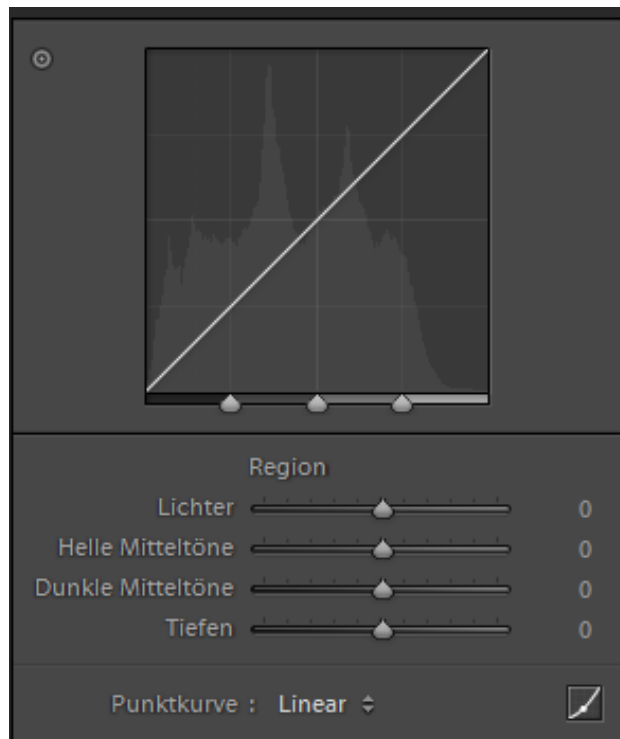 Region
Lichter 0
Helle Mitteltöne 0
Dunkle Mitteltöne 0
Tiefen 0
Punktkurve : Linear